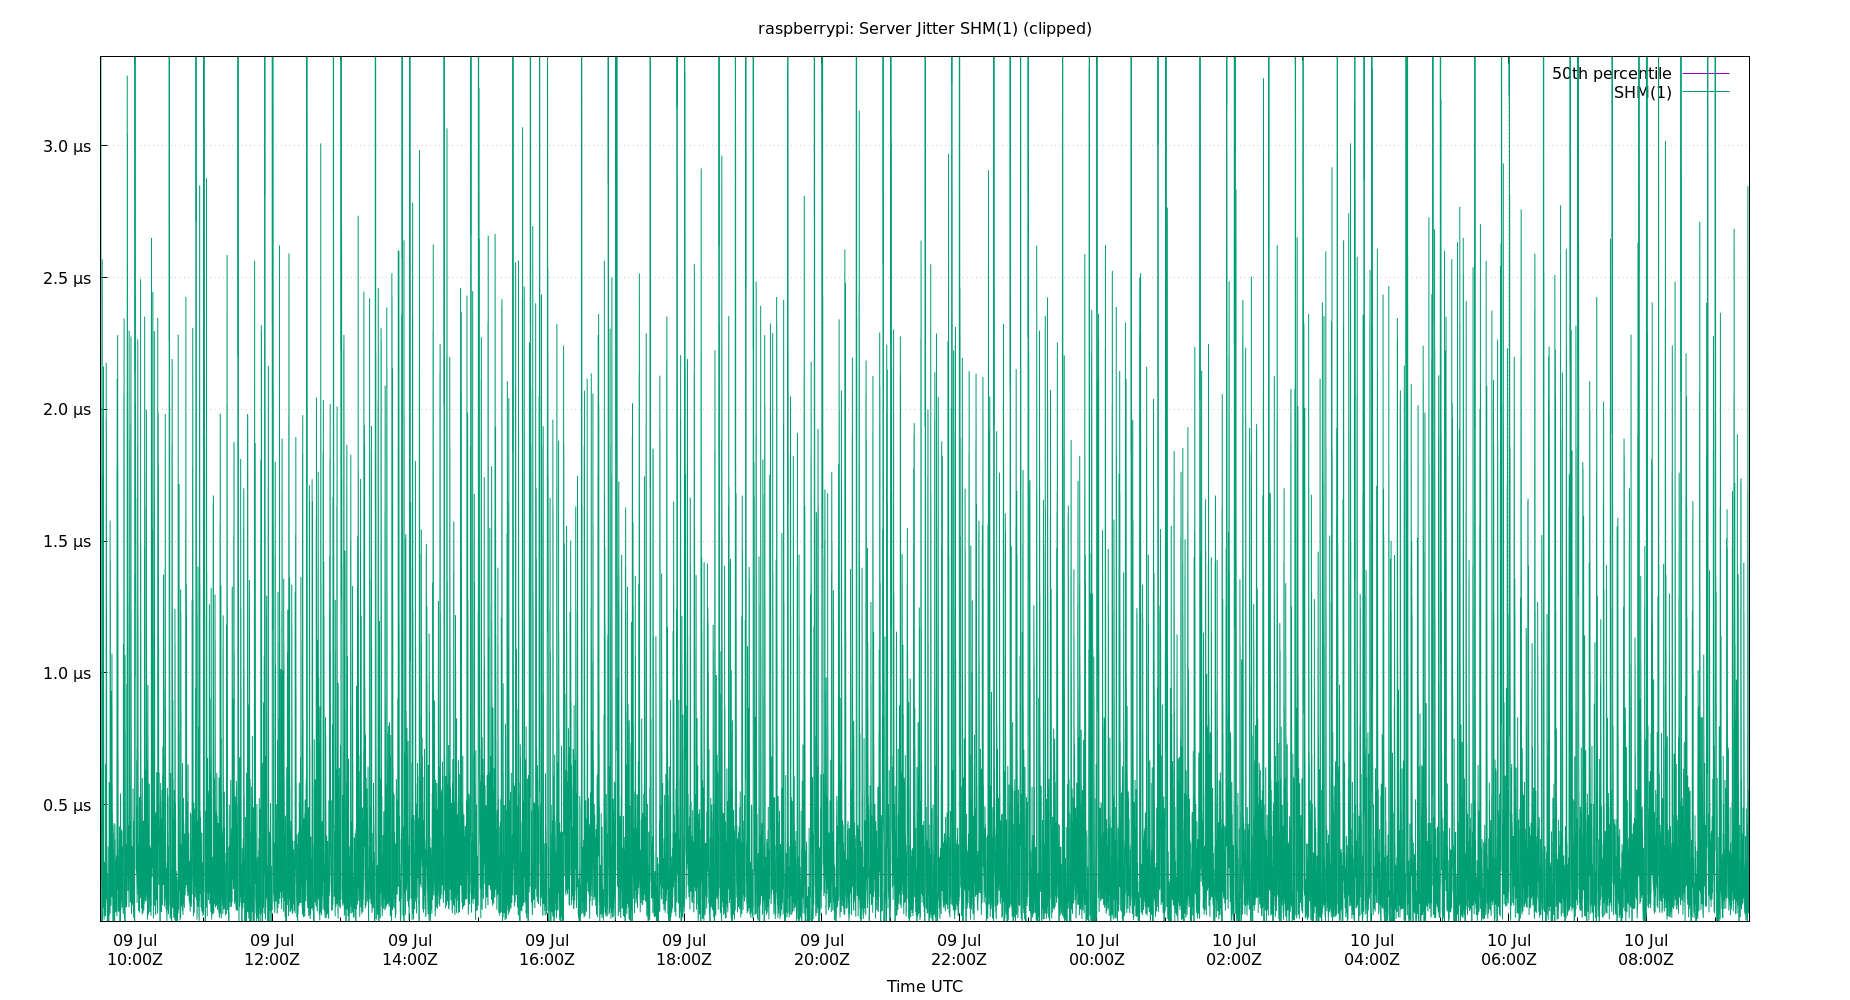 raspberrypi: Server Jitter SHM(1) (clipped)
50th percentile
SHM(1)
3.0 µs
2.5 µs
2.0 µs
1.5 µs
1.0 µs
0.5 µs
09 Jul 09 Jul 09 Jul 09 Jul 09 Jul 09 Jul 09 Jul 10 Jul 10 Jul 10 Jul 10 Jul 10 Jul
10:00Z 12:00Z 14:00Z 16:00Z 18:00Z 20:00Z 22:00Z 00:00Z 02:00Z 04:00Z 06:00Z 08:00Z
Time UTC